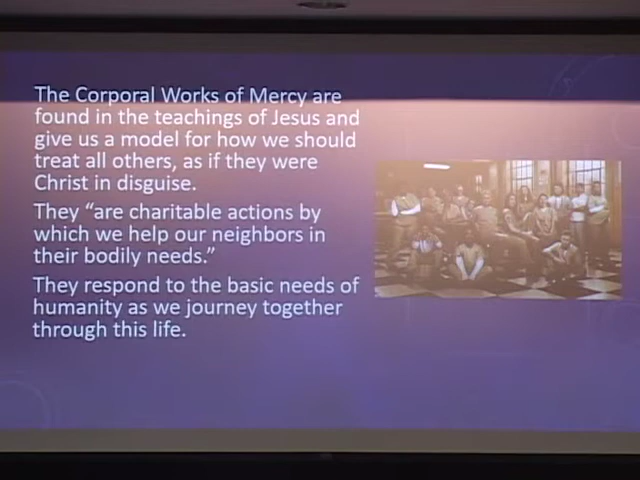 The Corporal Works of Mercy are
found in the teachings of Jesus and
give us a model for how we should
treat all others, as if they were
Christ in disguise.
They “are charitable actions by
which we help our neighbors in
their bodily needs.”
They respond to the basic needs of
humanity as we journey together
through this life.